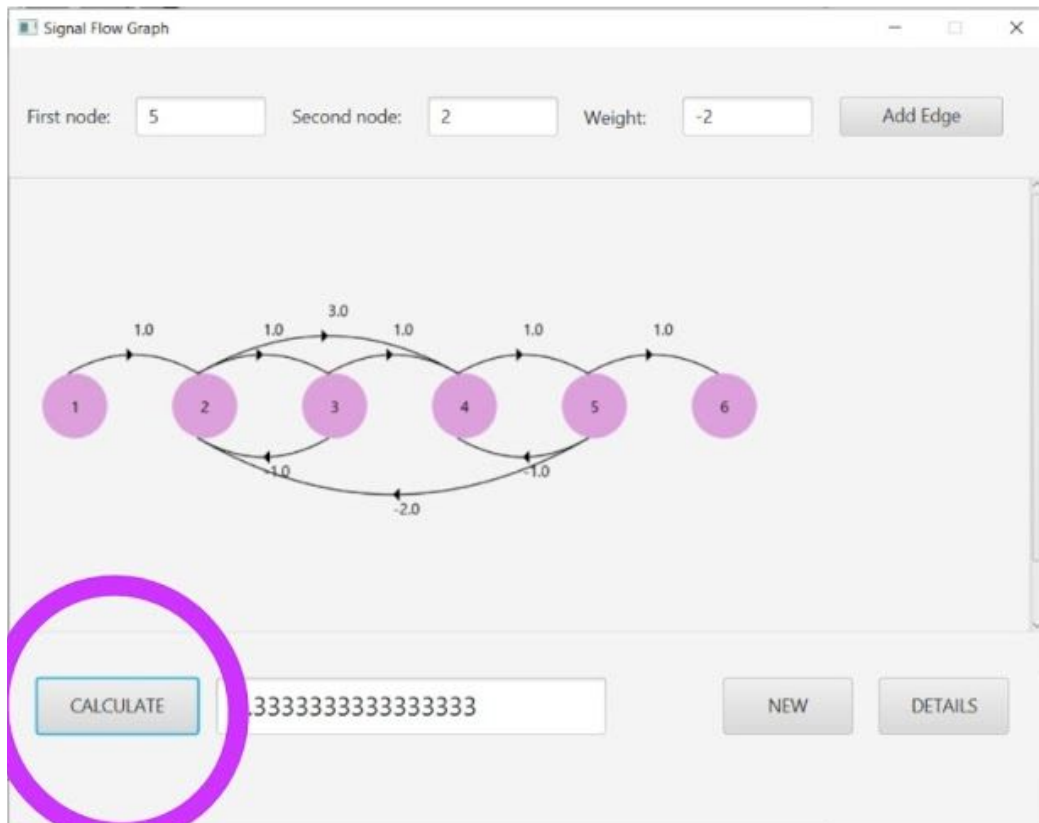 Signal Flow Graph
First node: 5 Second node: 2 Weight: -2 Add Edge
3.0
1.0 1.0 1.0 1.0 1.0
1 2 3 4 5 6
-1.0 -1.0
-2.0
CALCULATE .3333333333333333 NEW DETAILS